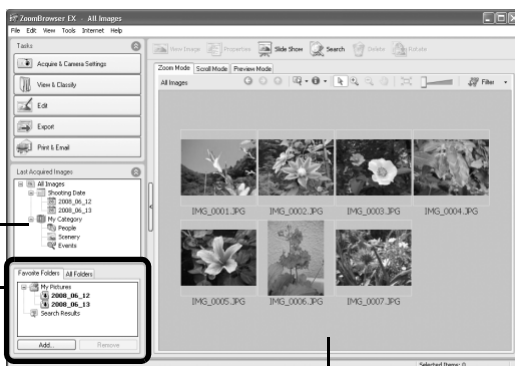 ZoomBrowser EX - All Images
File Edit View Tools Internet Help
Tasks
Acquire & Camera Settings
View & Classify
Edit
Export
Print & Email
View Image Properties Slide Show Search Delete Rotate
Zoom Mode Scroll Mode Preview Mode
All Images
Filter
Last Acquired Images
All Images
Shooting Date
2008_06_12
2008_06_13
My Category
People
Scenery
Events
Favorite Folders All Folders
My Pictures
2008_06_12
2008_06_13
Search Results
Add... Remove
IMG_0001.JPG IMG_0002.JPG IMG_0003.JPG IMG_0004.JPG
IMG_0005.JPG IMG_0006.JPG IMG_0007.JPG
Selected Items: 0